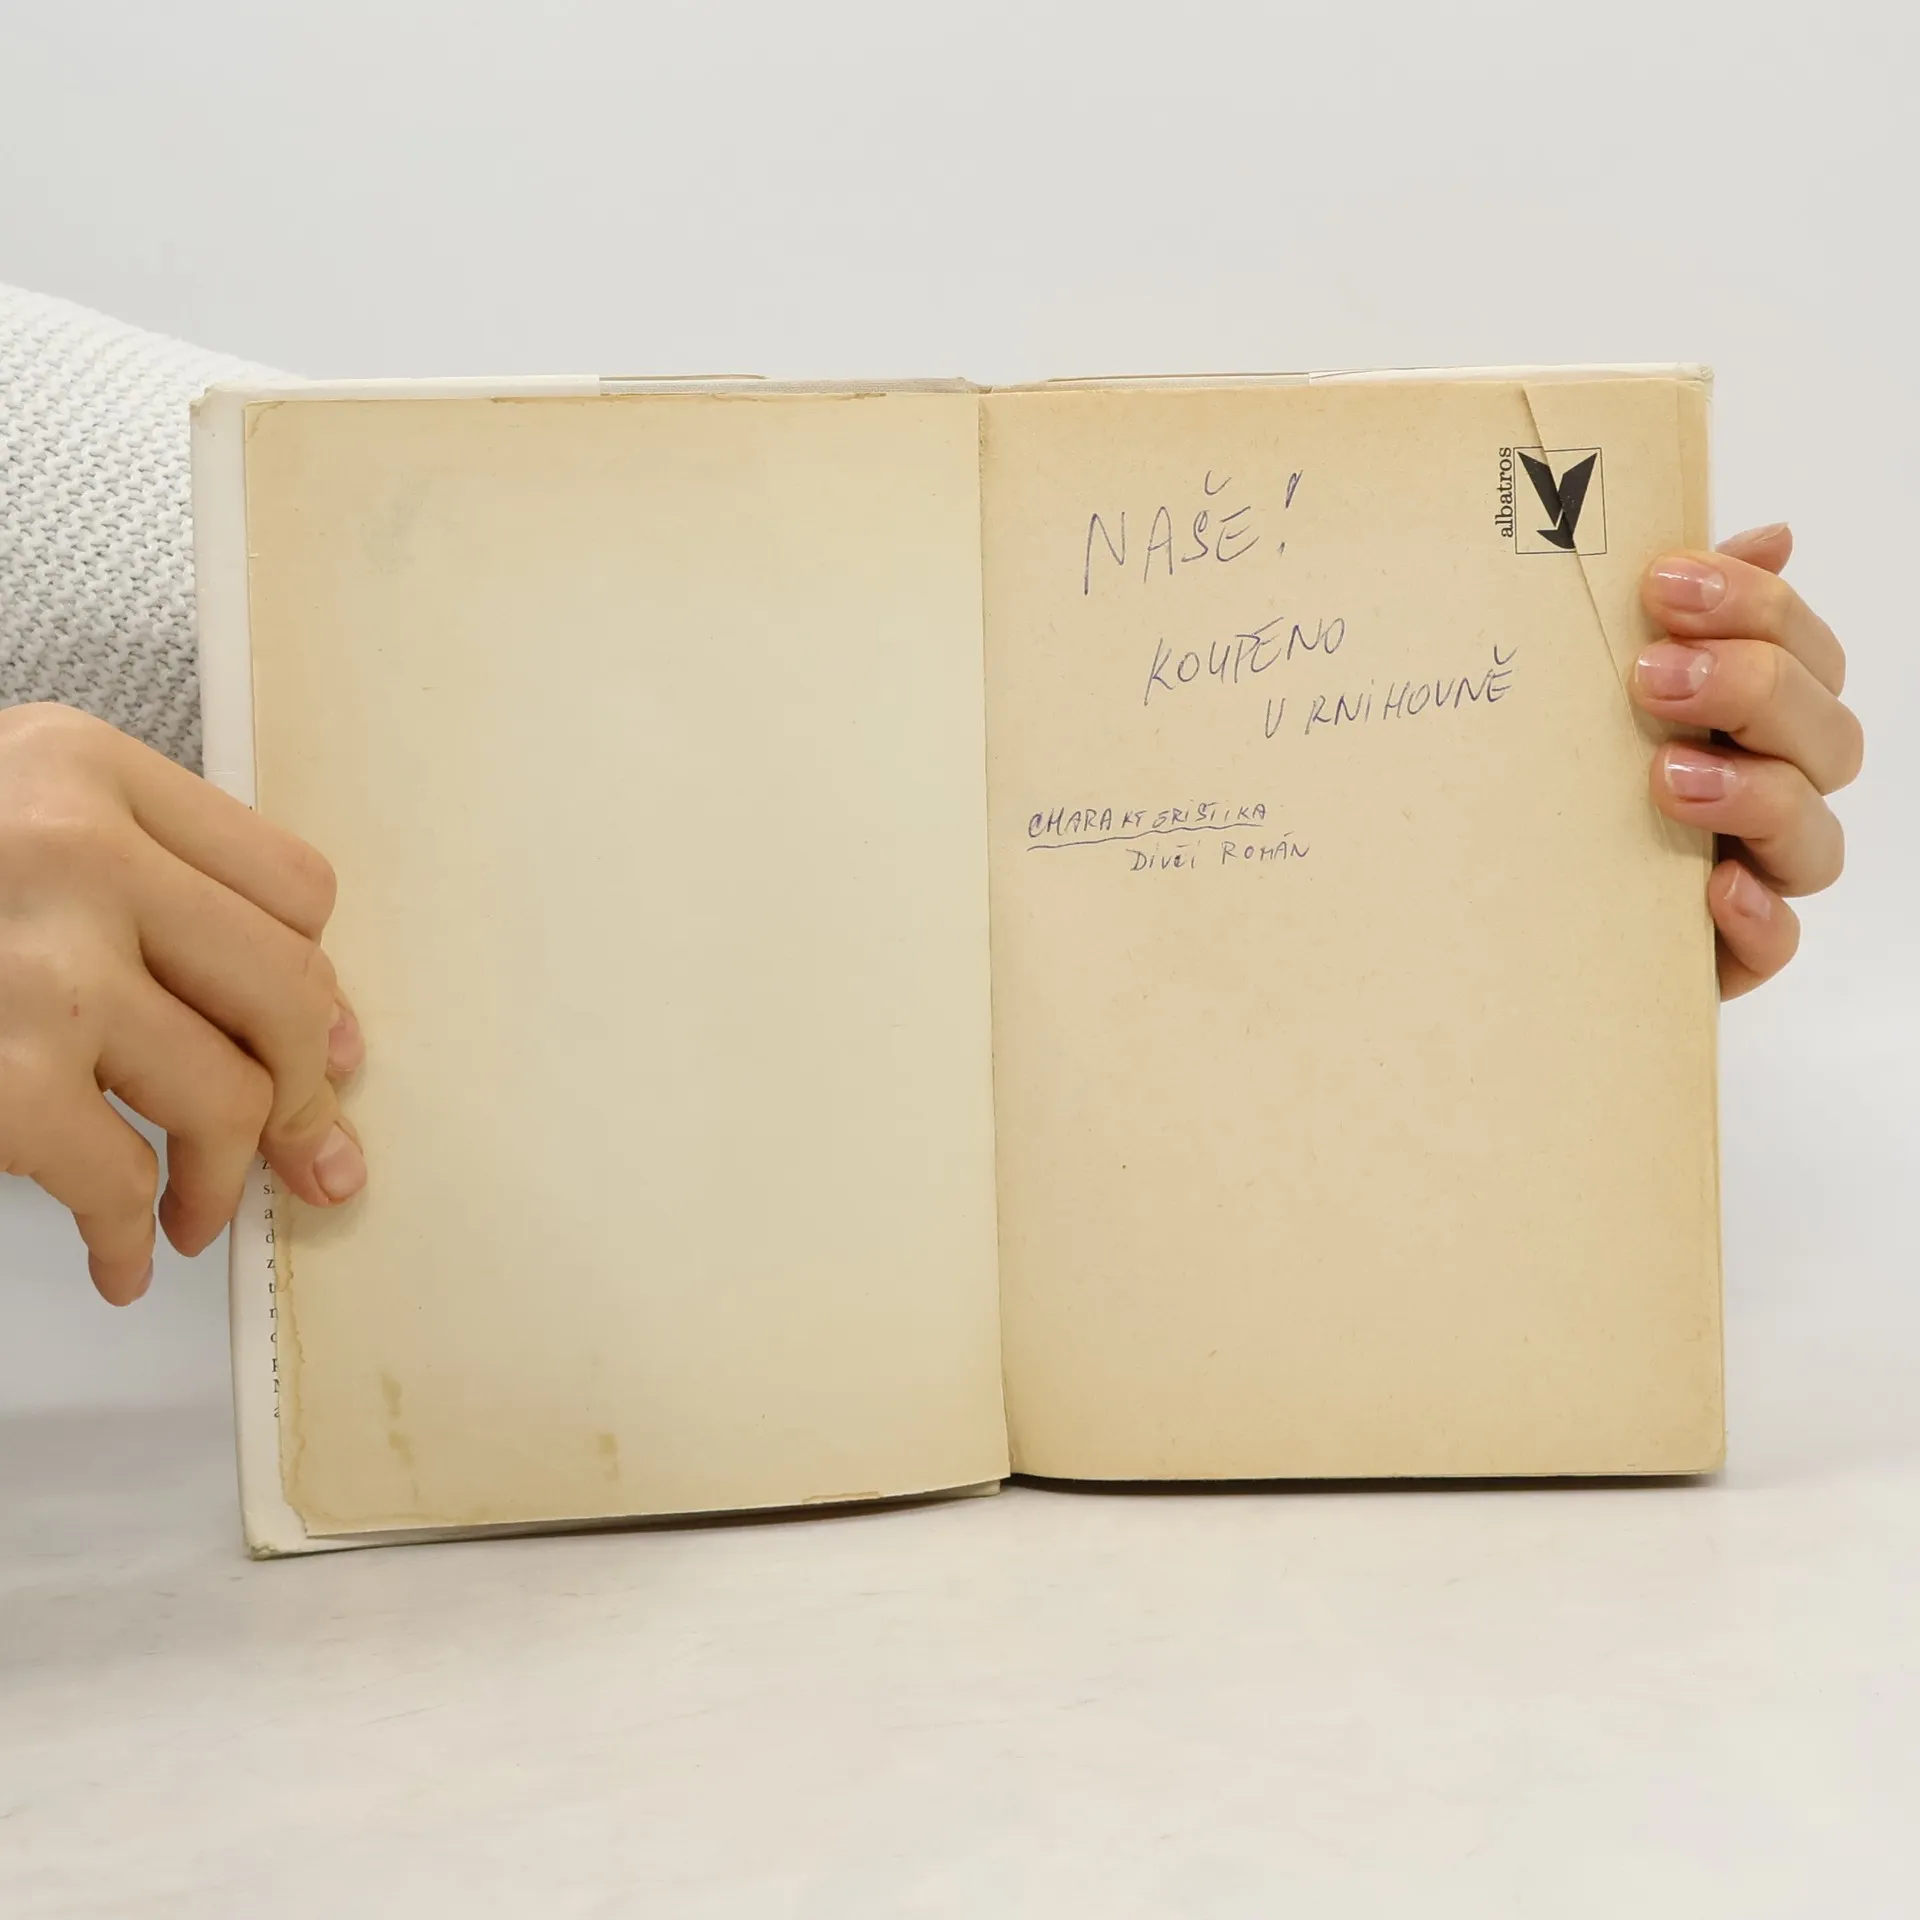 albatros
NAŠE!
KOUPENO
V KNIHOVNĚ
CHARAKTERISTIKA
DÍVČÍ ROMÁN